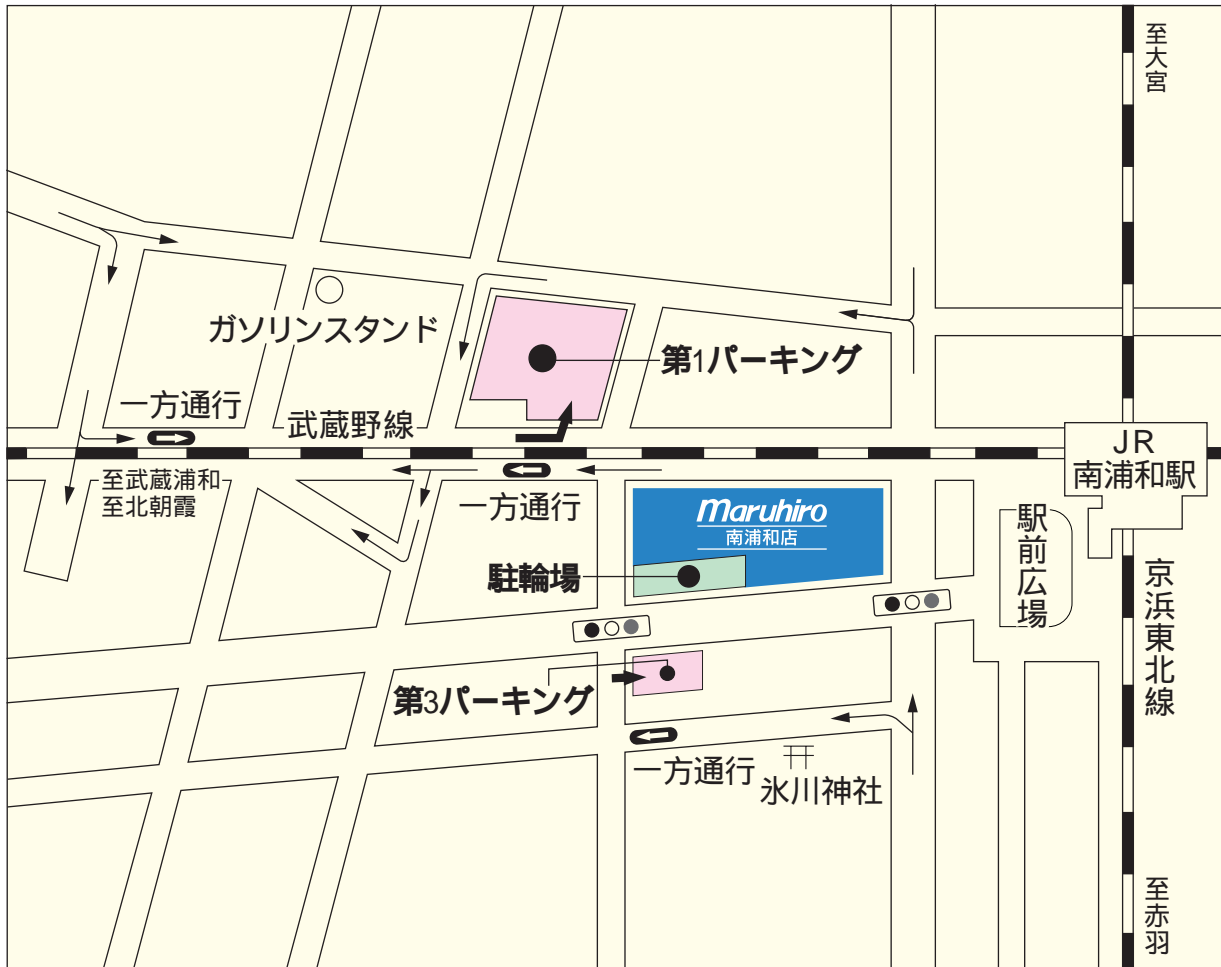 至大宮
ガソリンスタンド
第1パーキング
一方通行
武蔵野線
JR
南浦和駅
至武蔵浦和
至北朝霞
一方通行
maruhiro
南浦和店
駅前広場
駐輪場
京浜東北線
第3パーキング
一方通行
氷川神社
至赤羽